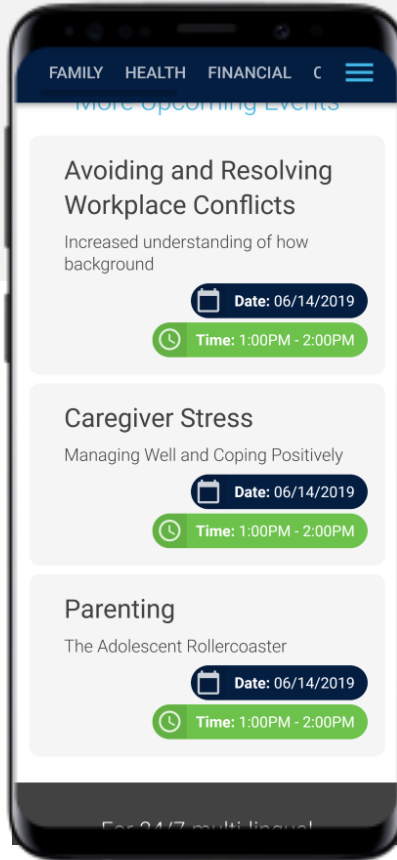 FAMILY HEALTH FINANCIAL C
More Upcoming Events
Avoiding and Resolving
Workplace Conflicts
Increased understanding of how
background
Date: 06/14/2019
Time: 1:00PM - 2:00PM
Caregiver Stress
Managing Well and Coping Positively
Date: 06/14/2019
Time: 1:00PM - 2:00PM
Parenting
The Adolescent Rollercoaster
Date: 06/14/2019
Time: 1:00PM - 2:00PM
For 24/7 multi-lingual